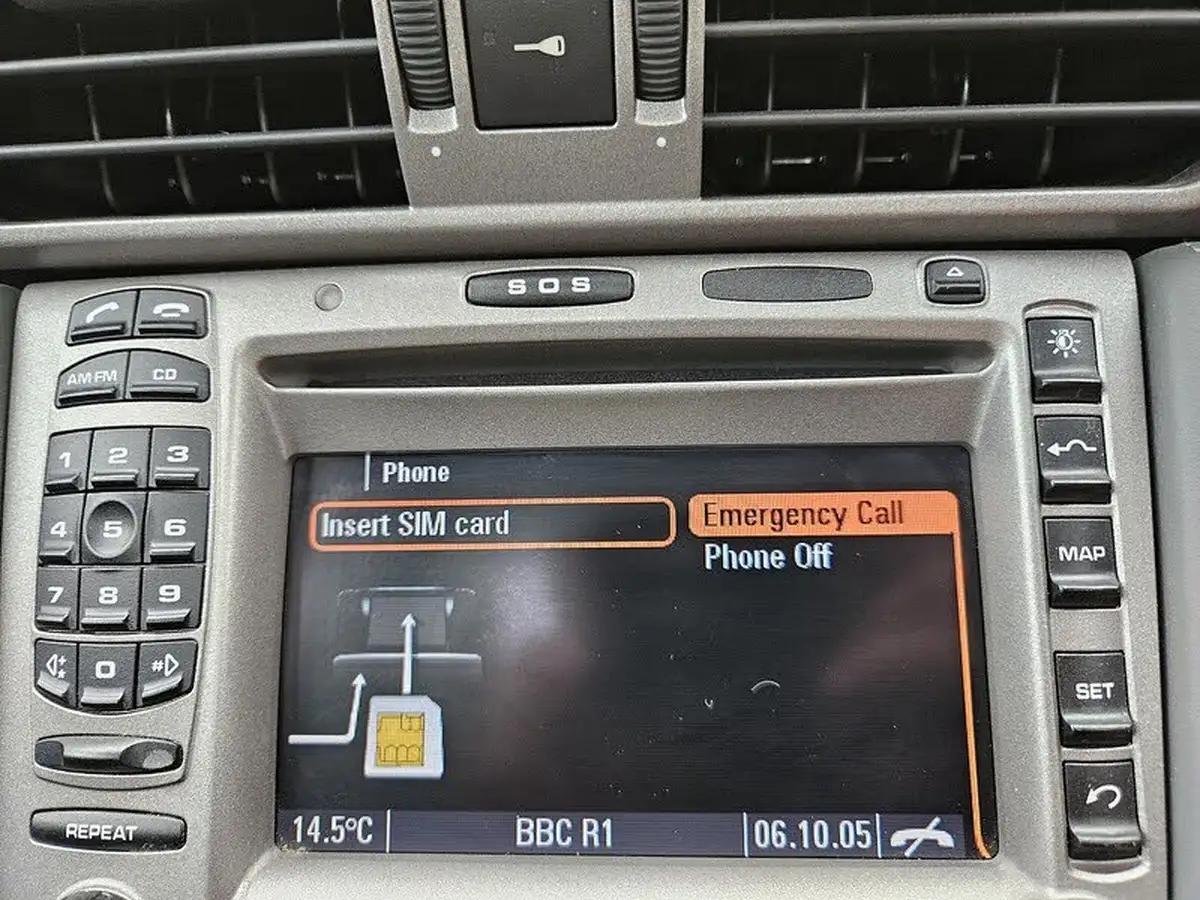 SOS
AM FM CD
1 2 3
4 5 6
7 8 9
* 0 #
REPEAT
MAP
SET
Phone
Insert SIM card
Emergency Call
Phone Off
14.5°C BBC R1 06.10.05